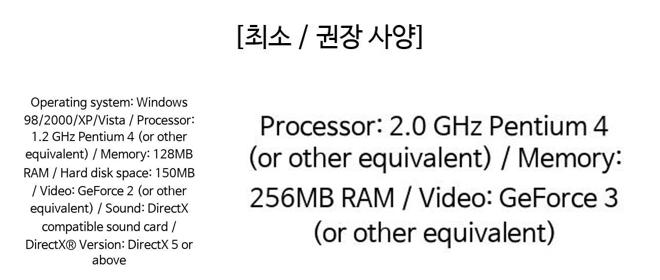 [최소 / 권장 사양]
Operating system: Windows
98/2000/XP/Vista / Processor:
1.2 GHz Pentium 4 (or other
equivalent) / Memory: 128MB
RAM / Hard disk space: 150MB
/ Video: GeForce 2 (or other
equivalent) / Sound: DirectX
compatible sound card /
DirectX® Version: DirectX 5 or
above
Processor: 2.0 GHz Pentium 4
(or other equivalent) / Memory:
256MB RAM / Video: GeForce 3
(or other equivalent)